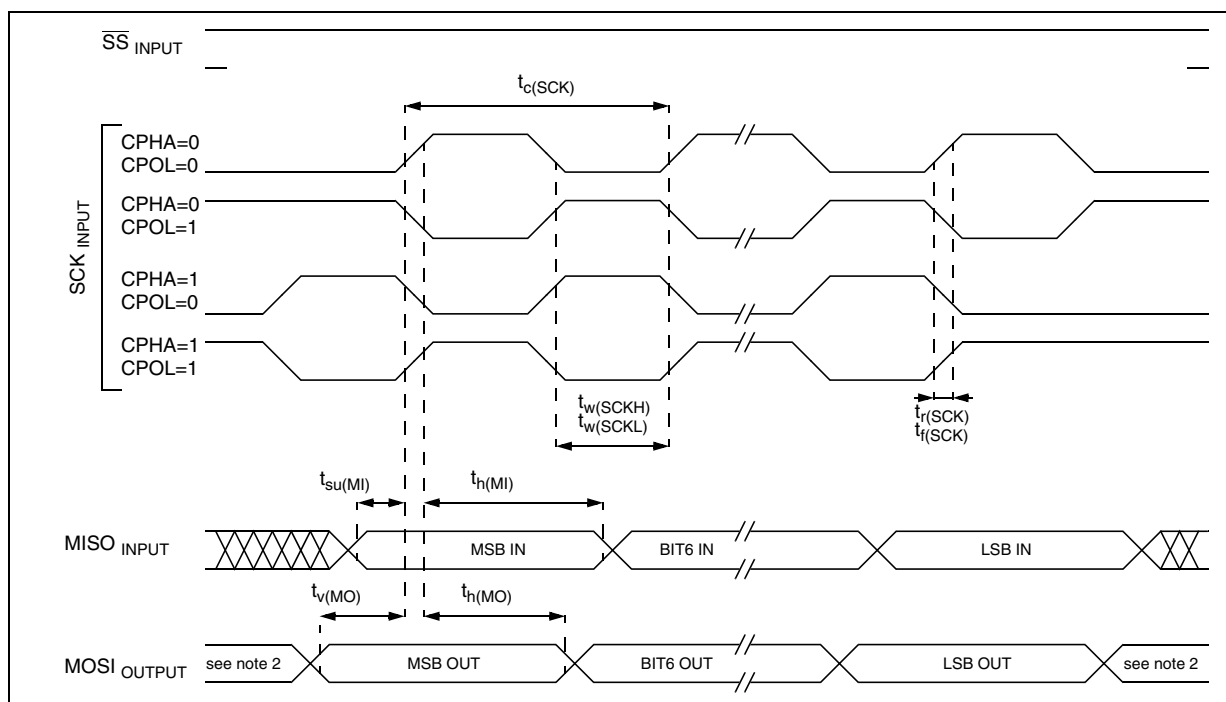 SS INPUT
tc(SCK)
SCK INPUT
CPHA=0
CPOL=0
CPHA=0
CPOL=1
CPHA=1
CPOL=0
CPHA=1
CPOL=1
tw(SCKH)
tw(SCKL)
tr(SCK)
tf(SCK)
tsu(MI)
th(MI)
MISO INPUT
MSB IN
BIT6 IN
LSB IN
tv(MO)
th(MO)
MOSI OUTPUT
see note 2
MSB OUT
BIT6 OUT
LSB OUT
see note 2